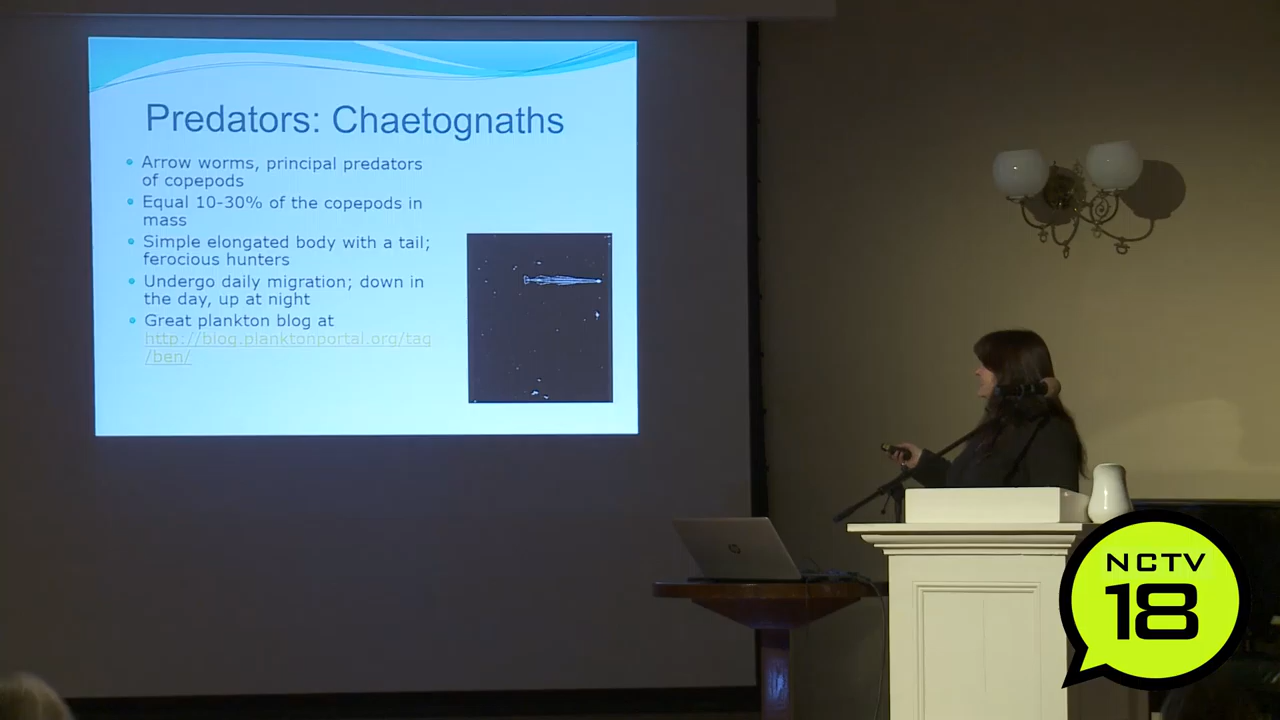 Predators: Chaetognaths
Arrow worms, principal predators
of copepods
Equal 10-30% of the copepods in
mass
Simple elongated body with a tail;
ferocious hunters
Undergo daily migration; down in
the day, up at night
Great plankton blog at
http://blog.planktonportal.org/tag
/ben/
NCTV
18